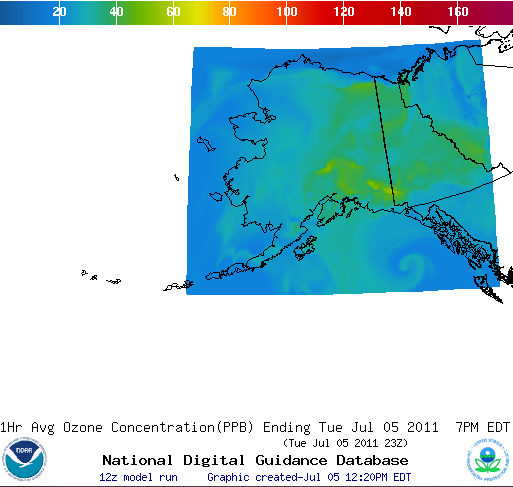 20 40 60 80 100 120 140 160
1Hr Avg Ozone Concentration(PPB) Ending Tue Jul 05 2011 7PM EDT
(Tue Jul 05 2011 23Z)
National Digital Guidance Database
12z model run Graphic created-Jul 05 12:20PM EDT
NOAA